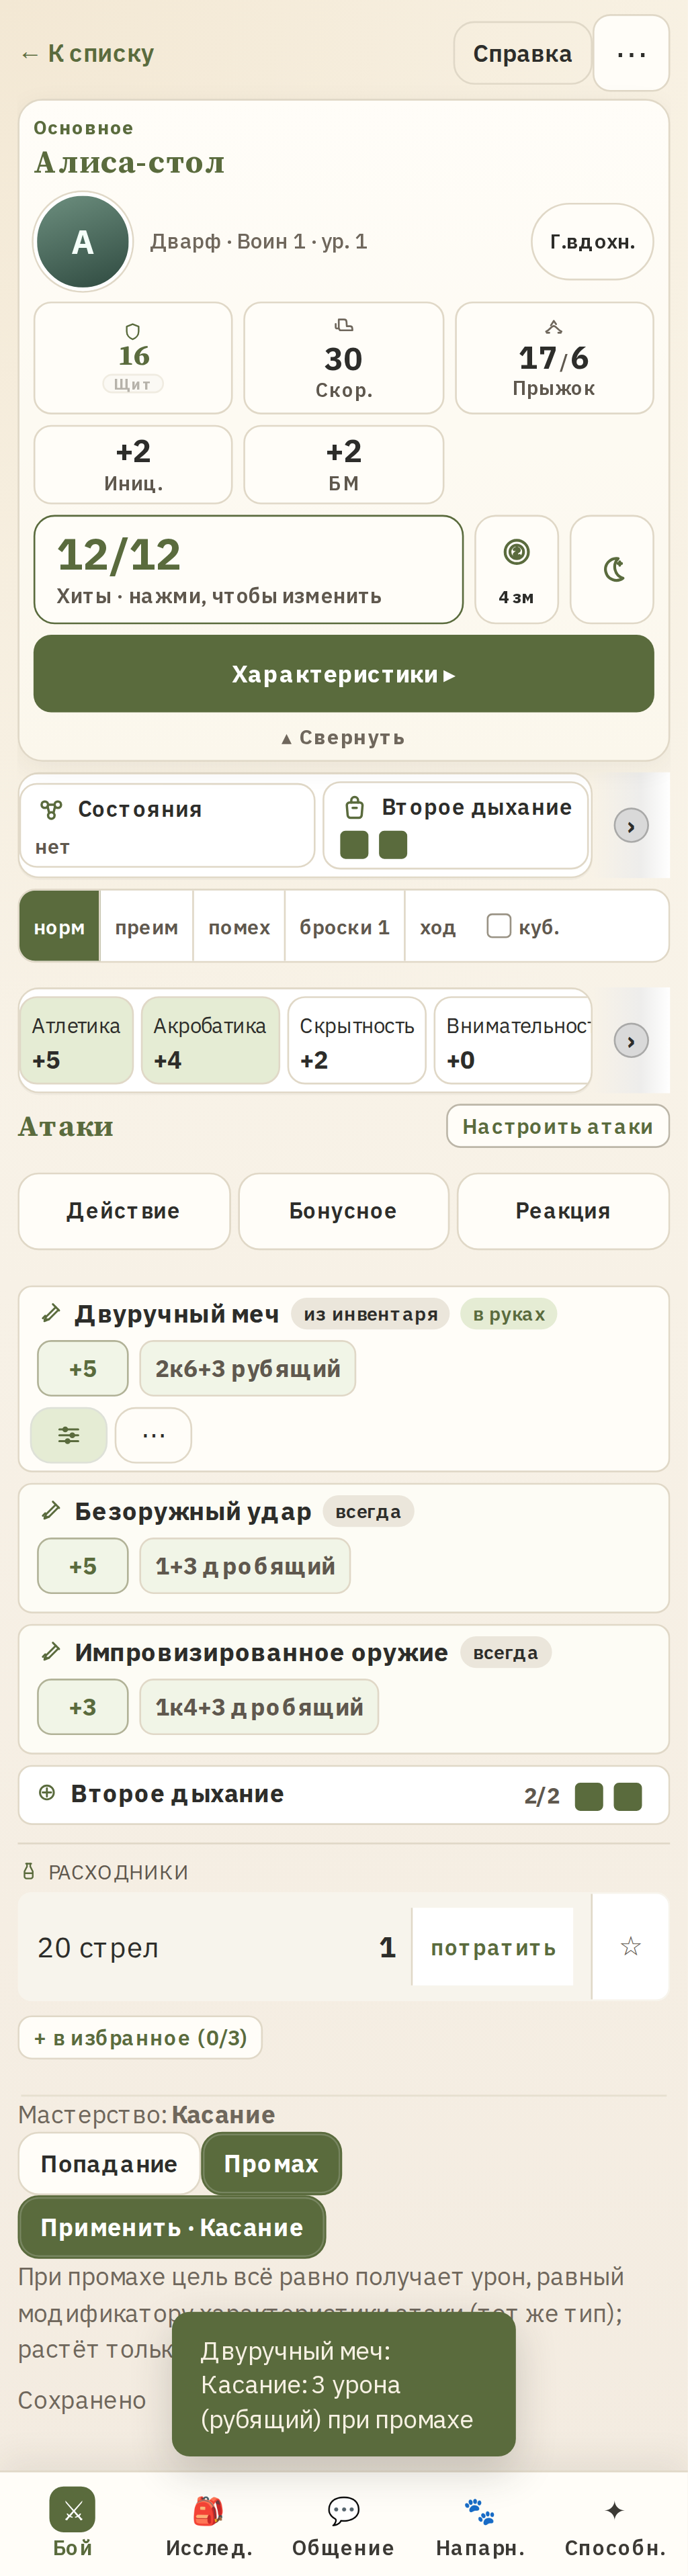 ← К списку
Справка
...
Основное
Алиса-стол
А
Дварф · Воин 1 · ур. 1
Г.вдохн.
16
Щит
30
Скор.
17/6
Прыжок
+2
Иниц.
+2
БМ
12/12
Хиты · нажми, чтобы изменить
4 зм
Характеристики ▸
▴ Свернуть
Состояния
нет
Второе дыхание
›
норм
преим
помех
броски 1
ход
куб.
Атлетика
+5
Акробатика
+4
Скрытность
+2
Внимательност
+0
›
Атаки
Настроить атаки
Действие
Бонусное
Реакция
Двуручный меч
из инвентаря
в руках
+5
2к6+3 рубящий
...
Безоружный удар
всегда
+5
1+3 дробящий
Импровизированное оружие
всегда
+3
1к4+3 дробящий
Второе дыхание
2/2
РАСХОДНИКИ
20 стрел
1
потратить
☆
+ в избранное (0/3)
Мастерство: Касание
Попадание
Промах
Применить · Касание
При промахе цель всё равно получает урон, равный
модификатору характеристики атаки (тот же тип);
растёт тольк
Сохранено
Двуручный меч:
Касание: 3 урона
(рубящий) при промахе
Бой
Исслед.
Общение
Напарн.
Способн.